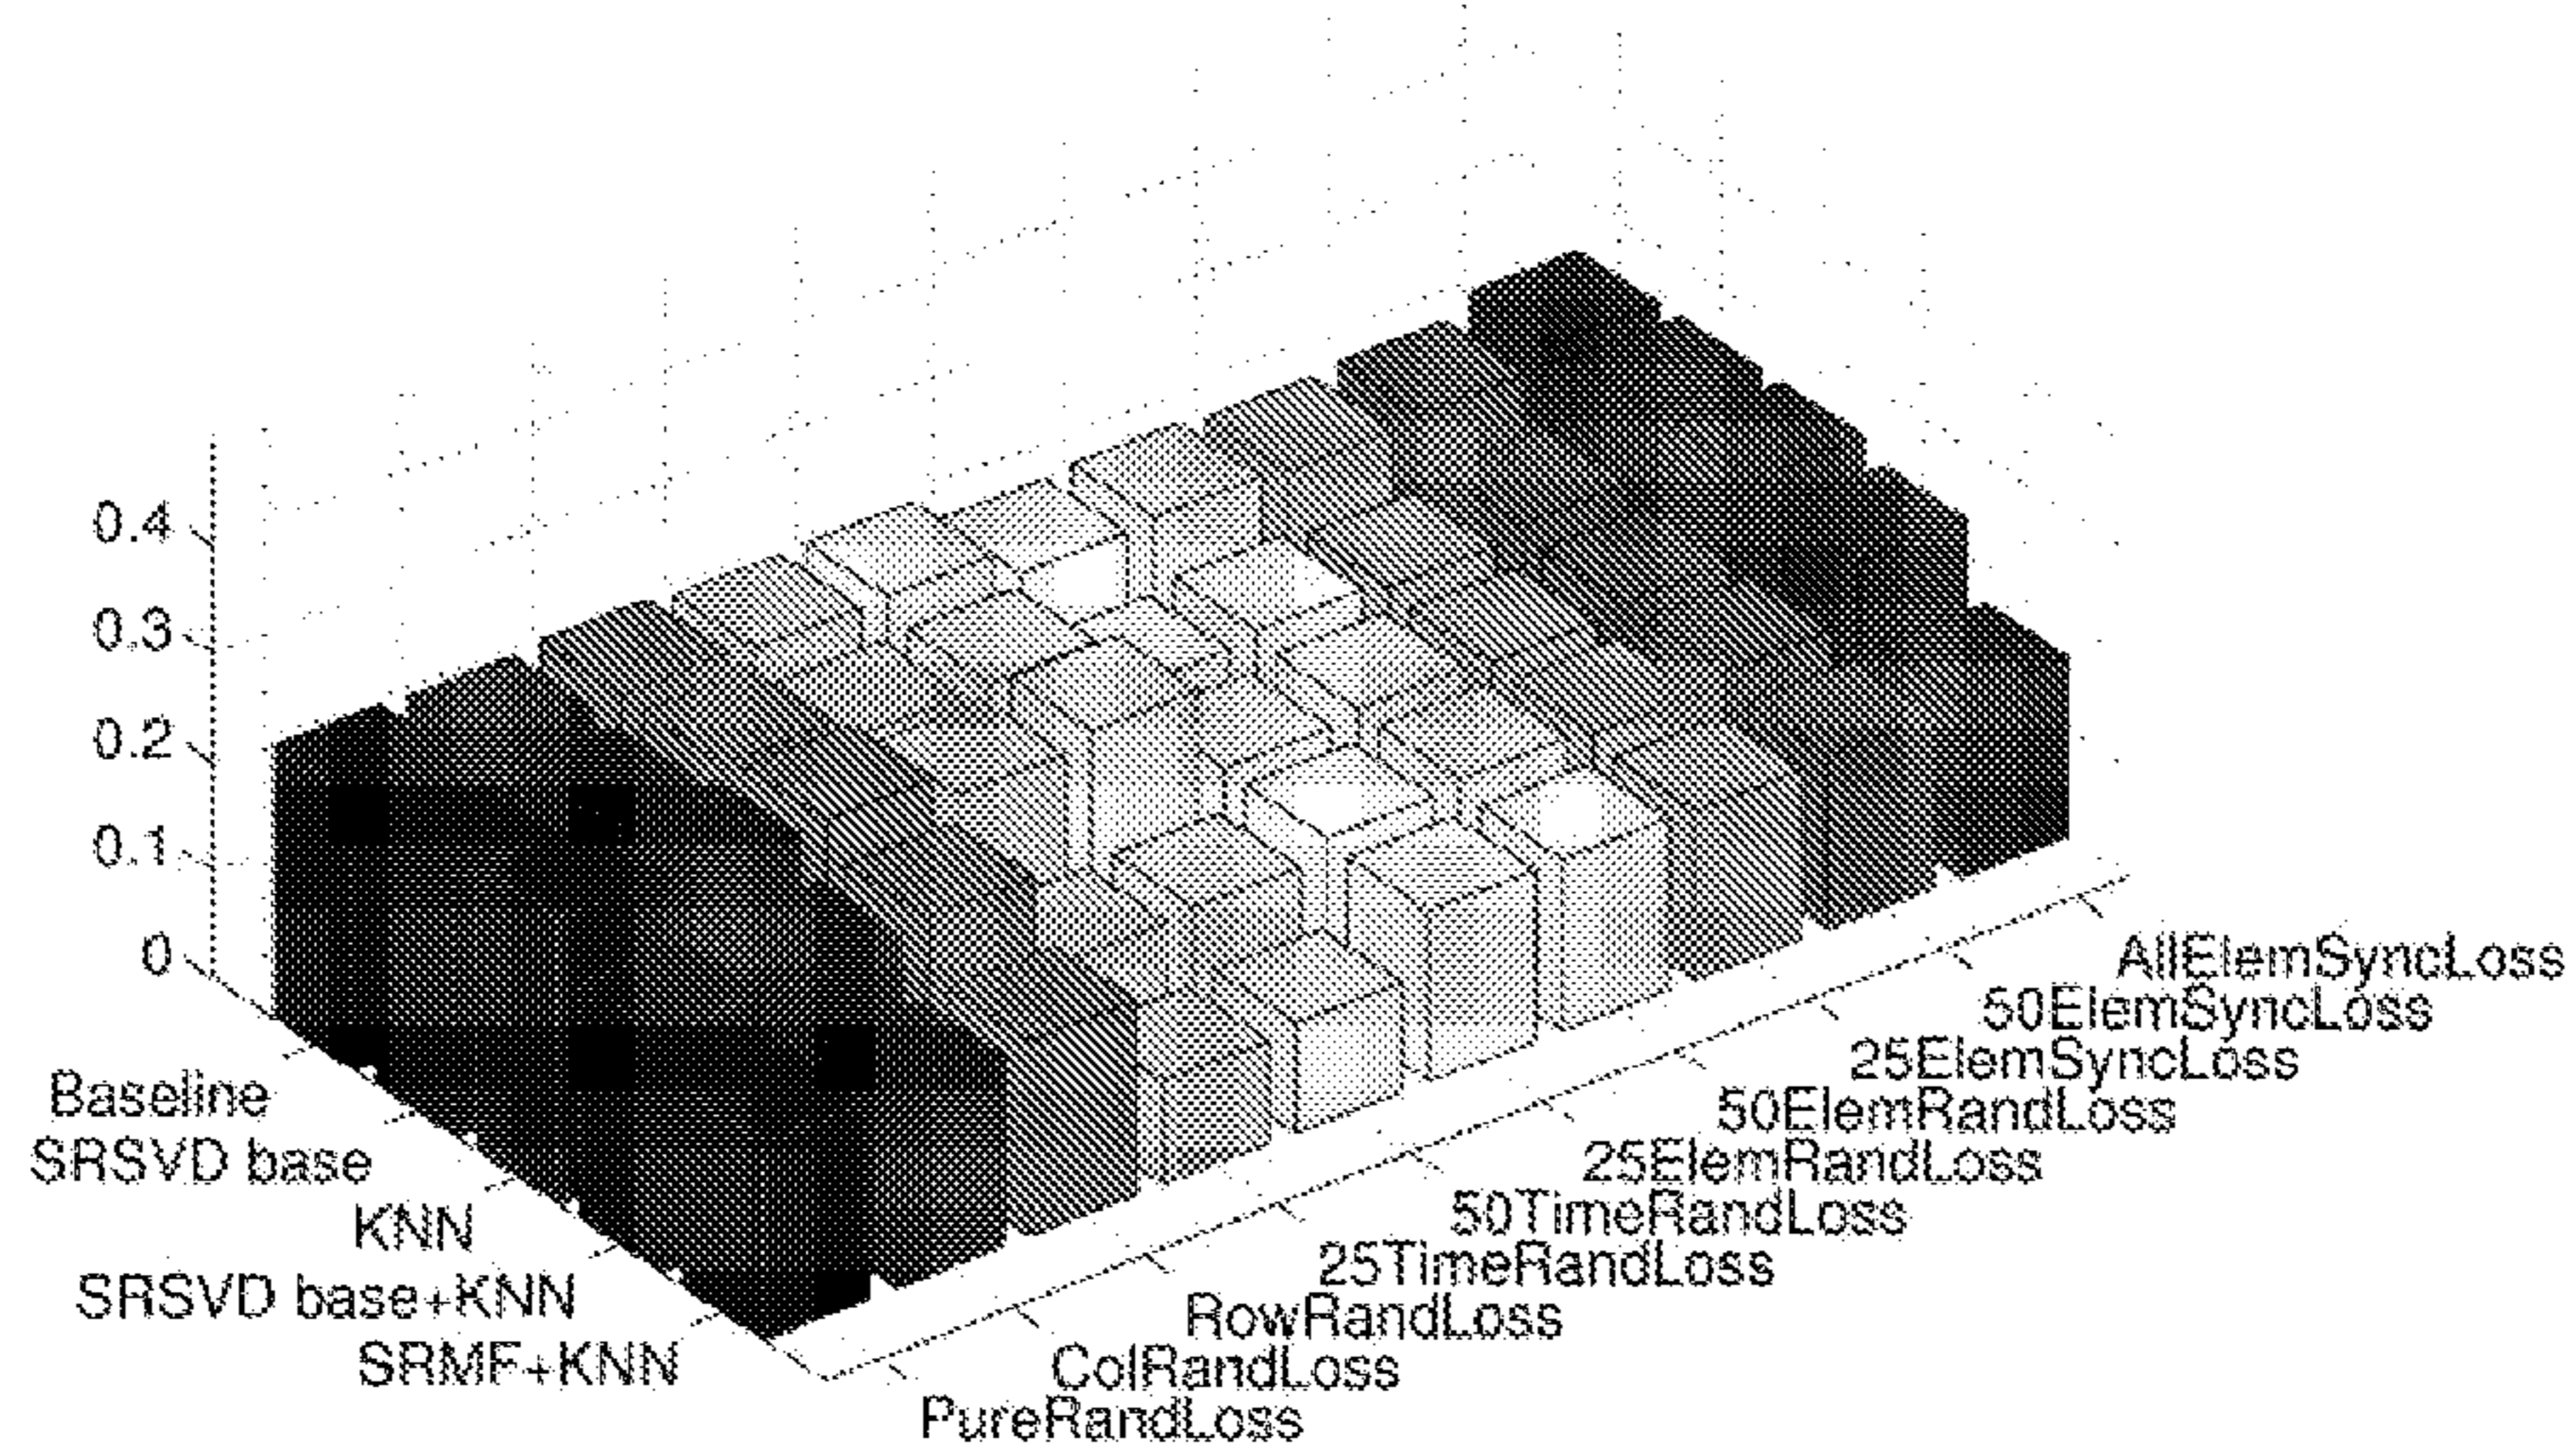 0.4
0.3
0.2
0.1
0
Baseline
SRSVD base
KNN
SRSVD base+KNN
SRMF+KNN
AllElemSyncLoss
50ElemSyncLoss
25ElemSyncLoss
50ElemRandLoss
25ElemRandLoss
50TimeRandLoss
25TimeRandLoss
RowRandLoss
ColRandLoss
PureRandLoss